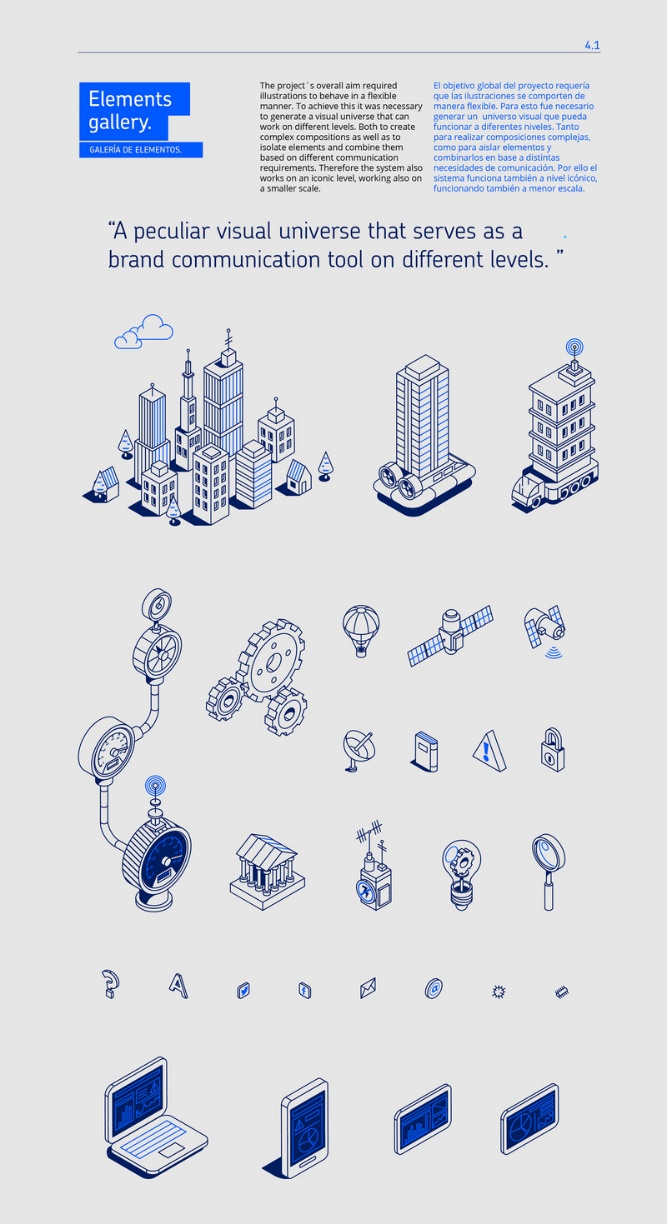 4.1
Elements
gallery.
GALERÍA DE ELEMENTOS.
The project´s overall aim required
illustrations to behave in a flexible
manner. To achieve this it was necessary
to generate a visual universe that can
work on different levels. Both to create
complex compositions as well as to
isolate elements and combine them
based on different communication
requirements. Therefore the system also
works on an iconic level, working also on
a smaller scale.
El objetivo global del proyecto requería
que las ilustraciones se comporten de
manera flexible. Para esto fue necesario
generar un universo visual que pueda
funcionar a diferentes niveles. Tanto
para realizar composiciones complejas,
como para aislar elementos y
combinarlos en base a distintas
necesidades de comunicación. Por ello el
sistema funciona también a nivel icónico,
funcionando también a menor escala.
“A peculiar visual universe that serves as a
brand communication tool on different levels. ”
!
? A f @